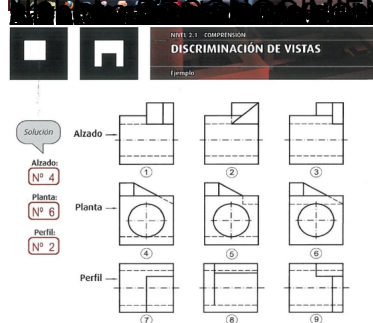 NIVEL 2.1 COMPRENSIÓN
DISCRIMINACIÓN DE VISTAS
Ejemplo
Solución
Alzado:
Nº 4
Planta:
Nº 6
Perfil:
Nº 2
Alzado
1
2
3
Planta
4
5
6
Perfil
7
8
9